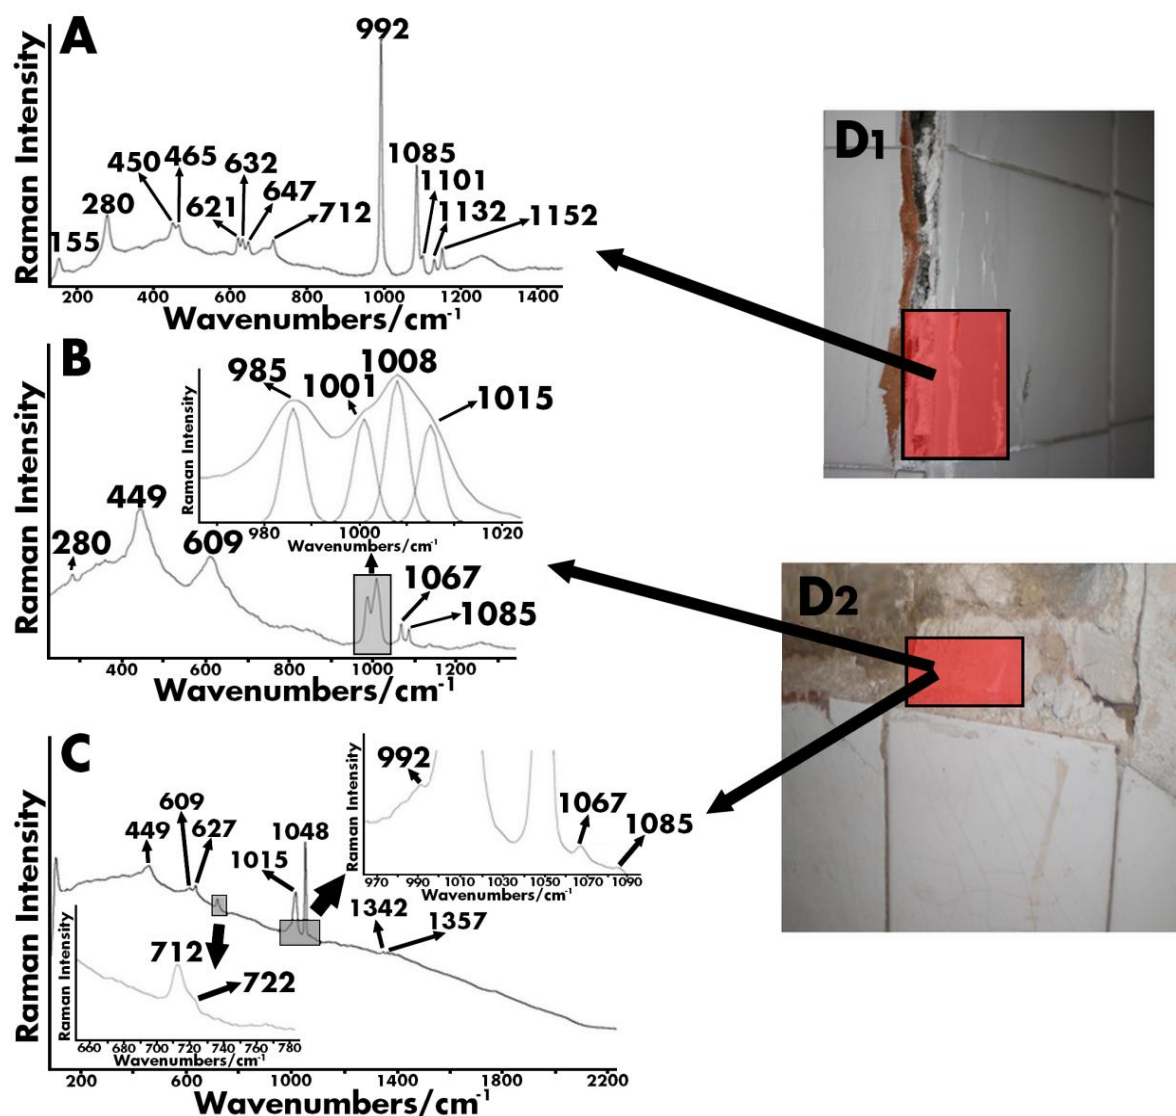 A
Raman Intensity
992
1085
1101
1132
1152
450
465
632
647
621
712
280
155
200 400 600 800 1000 1200 1400
Wavenumbers/cm-1
B
Raman Intensity
985
1001
1008
1015
Raman Intensity
980 1000 1020
Wavenumbers/cm-1
449
280
609
1067
1085
400 600 800 1000 1200
Wavenumbers/cm-1
C
Raman Intensity
992
1067
1085
Raman Intensity
970 990 1010 1030 1050 1070 1090
Wavenumbers/cm-1
609
449
627
1048
1015
1342
1357
712
722
Raman Intensity
660 680 700 720 740 760 780
Wavenumbers/cm-1
200 600 1000 1400 1800 2200
Wavenumbers/cm-1
D1
D2